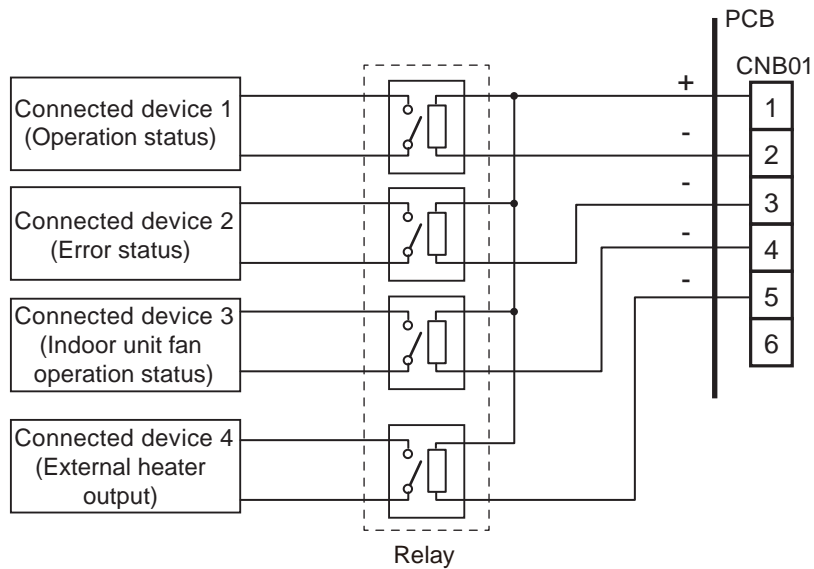 PCB
CNB01
Connected device 1
(Operation status)
+
1
-
2
Connected device 2
(Error status)
-
3
-
4
Connected device 3
(Indoor unit fan
operation status)
-
5
6
Connected device 4
(External heater
output)
Relay